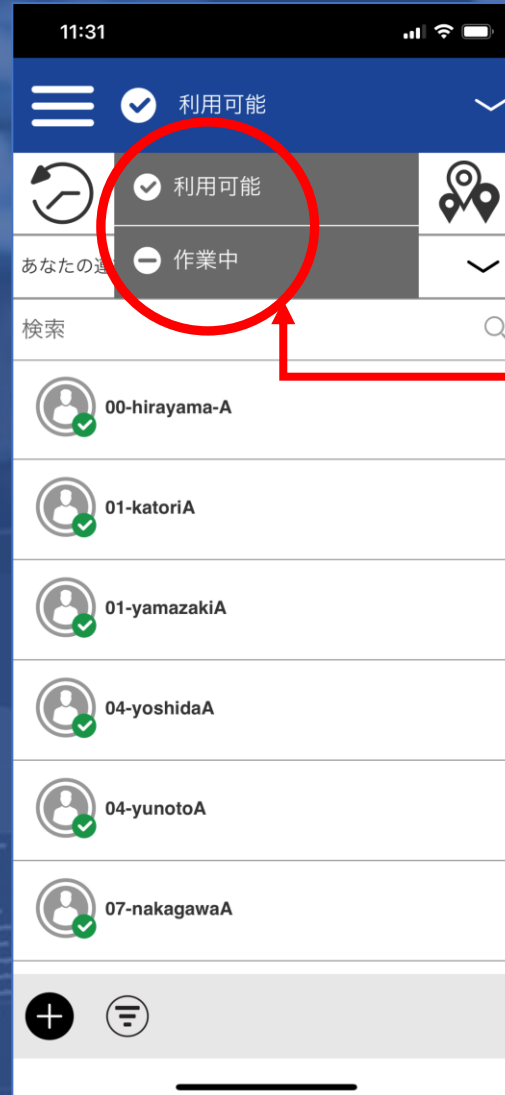 11:31
利用可能
利用可能
あなたの連
作業中
検索
00-hirayama-A
01-katoriA
01-yamazakiA
04-yoshidaA
04-yunotoA
07-nakagawaA